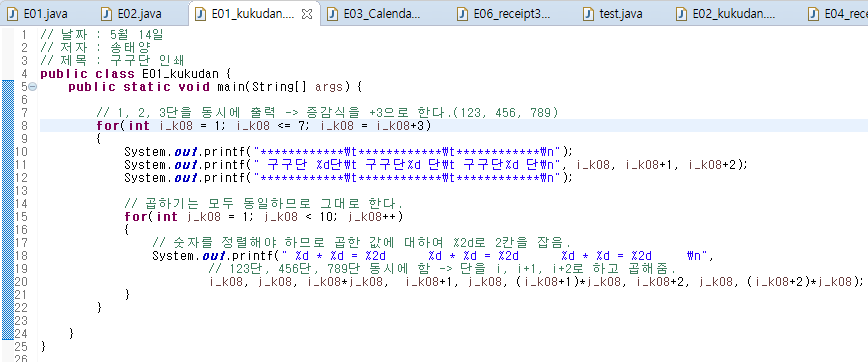 E01.java E02.java E01_kukudan.... E03_Calenda... E06_receipt3... test.java E02_kukudan.... E04_rece
1 // 날짜 : 5월 14일
2 // 저자 : 송태양
3 // 제목 : 구구단 인쇄
4 public class E01_kukudan {
5 public static void main(String[] args) {
6
7 // 1, 2, 3단을 동시에 출력 -> 증감식을 +3으로 한다.(123, 456, 789)
8 for(int i_k08 = 1; i_k08 <= 7; i_k08 = i_k08+3)
9 {
10 System.out.printf("************₩t************₩t************₩n");
11 System.out.printf(" 구구단 %d단₩t 구구단%d 단₩t 구구단%d 단₩n", i_k08, i_k08+1, i_k08+2);
12 System.out.printf("************₩t************₩t************₩n");
13
14 // 곱하기는 모두 동일하므로 그대로 한다.
15 for(int j_k08 = 1; j_k08 < 10; j_k08++)
16 {
17 // 숫자를 정렬해야 하므로 곱한 값에 대하여 %2d로 2칸을 잡음.
18 System.out.printf(" %d * %d = %2d %d * %d = %2d %d * %d = %2d ₩n",
19 // 123단, 456단, 789단 동시에 함 -> 단을 i, i+1, i+2로 하고 곱해줌.
20 i_k08, j_k08, i_k08*j_k08, i_k08+1, j_k08, (i_k08+1)*j_k08, i_k08+2, j_k08, (i_k08+2)*j_k08);
21 }
22 }
23
24 }
25 }
26